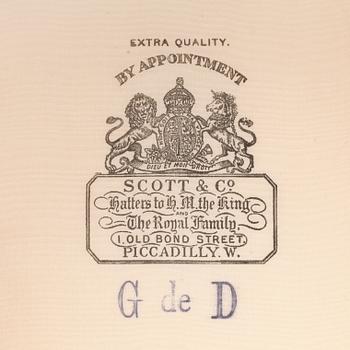 EXTRA QUALITY.
BY APPOINTMENT
DIEU ET MON DROIT
SCOTT & Co.
Hatters to H.M. the King
AND
The Royal Family.
1. OLD BOND STREET,
PICCADILLY. W.
G de D